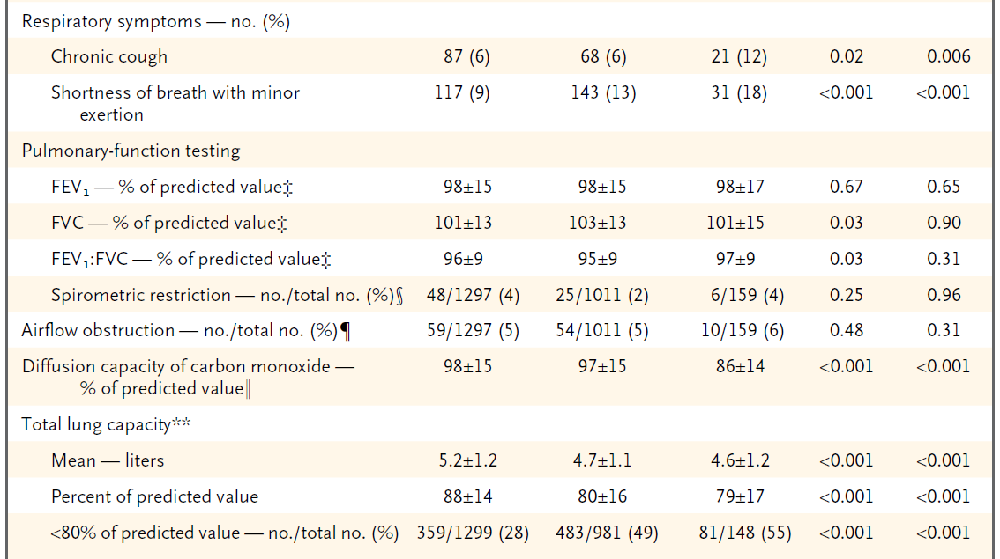 Respiratory symptoms — no. (%)
Chronic cough 87 (6) 68 (6) 21 (12) 0.02 0.006
Shortness of breath with minor 117 (9) 143 (13) 31 (18) <0.001 <0.001
exertion
Pulmonary-function testing
FEV₁ — % of predicted value‡ 98±15 98±15 98±17 0.67 0.65
FVC — % of predicted value‡ 101±13 103±13 101±15 0.03 0.90
FEV₁:FVC — % of predicted value‡ 96±9 95±9 97±9 0.03 0.31
Spirometric restriction — no./total no. (%)§ 48/1297 (4) 25/1011 (2) 6/159 (4) 0.25 0.96
Airflow obstruction — no./total no. (%)¶ 59/1297 (5) 54/1011 (5) 10/159 (6) 0.48 0.31
Diffusion capacity of carbon monoxide — 98±15 97±15 86±14 <0.001 <0.001
% of predicted value‖
Total lung capacity**
Mean — liters 5.2±1.2 4.7±1.1 4.6±1.2 <0.001 <0.001
Percent of predicted value 88±14 80±16 79±17 <0.001 <0.001
<80% of predicted value — no./total no. (%) 359/1299 (28) 483/981 (49) 81/148 (55) <0.001 <0.001